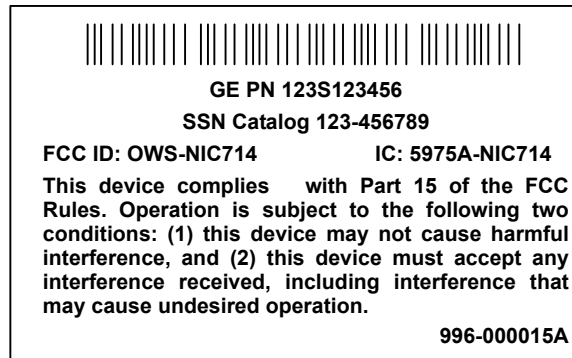 GE PN 123S123456
SSN Catalog 123-456789
FCC ID: OWS-NIC714 IC: 5975A-NIC714
This device complies with Part 15 of the FCC
Rules. Operation is subject to the following two
conditions: (1) this device may not cause harmful
interference, and (2) this device must accept any
interference received, including interference that
may cause undesired operation.
996-000015A